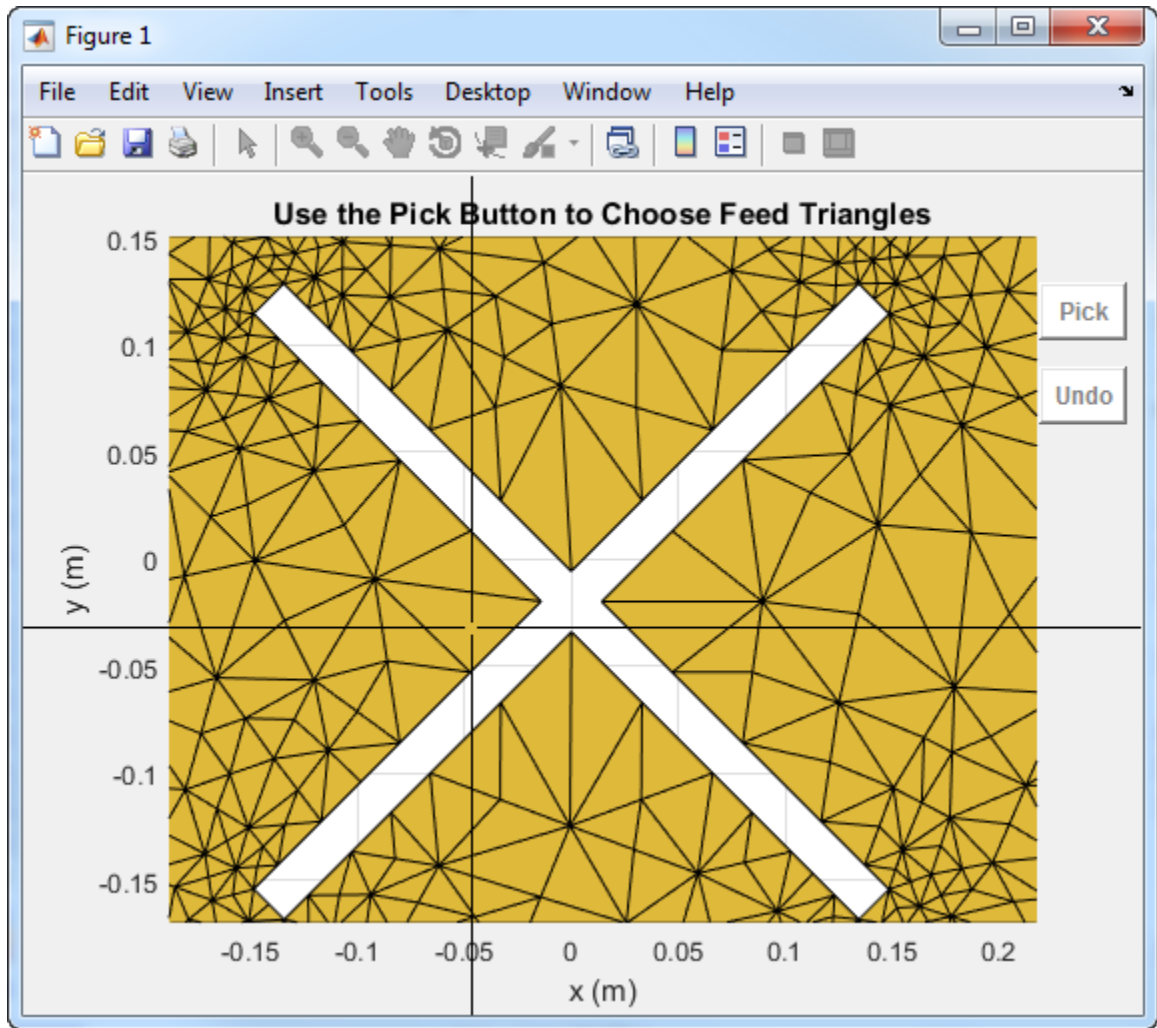 Figure 1
File Edit View Insert Tools Desktop Window Help
Use the Pick Button to Choose Feed Triangles
0.15
0.1
0.05
0
-0.05
-0.1
-0.15
y (m)
-0.15 -0.1 -0.05 0 0.05 0.1 0.15 0.2
x (m)
Pick
Undo